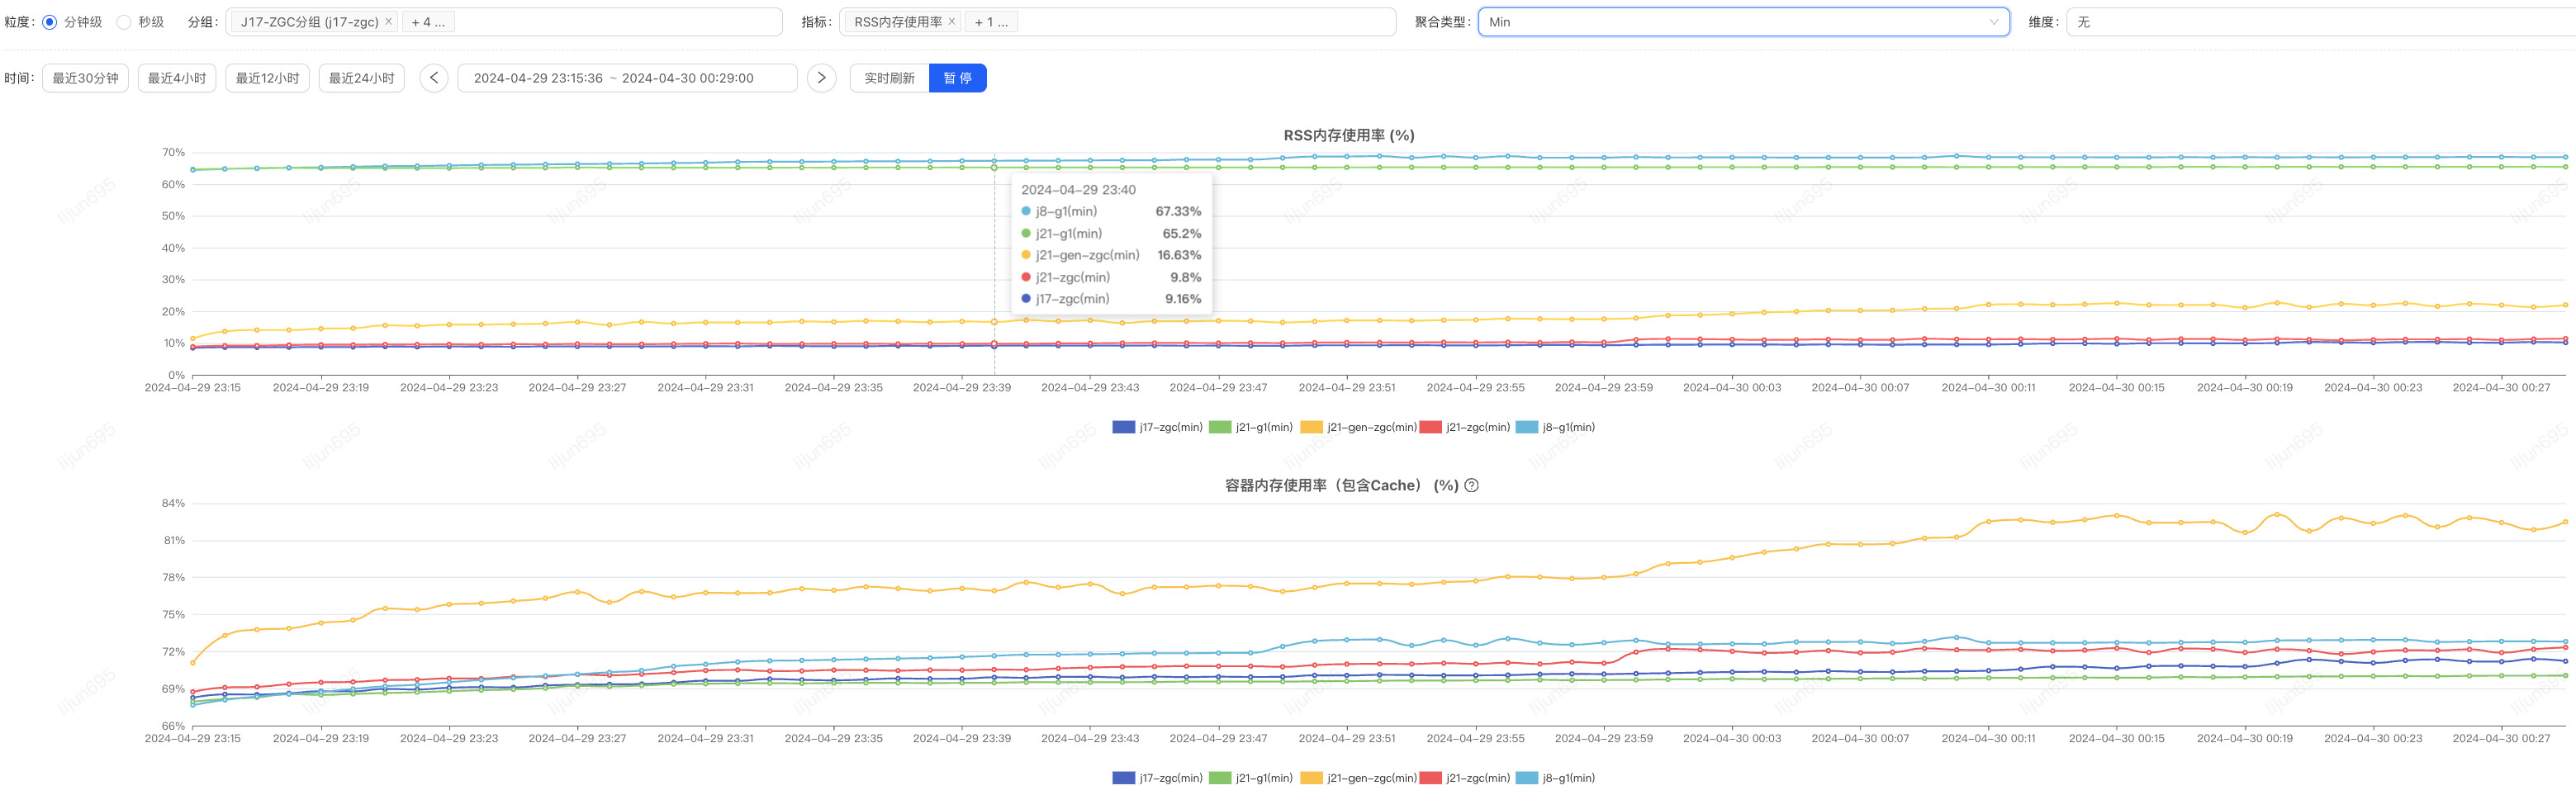 粒度： 分钟级 秒级 分组： J17-ZGC分组 (j17-zgc) × + 4 ... 指标： RSS内存使用率 × + 1 ... 聚合类型： Min 维度： 无
时间： 最近30分钟 最近4小时 最近12小时 最近24小时 < 2024-04-29 23:15:36 ~ 2024-04-30 00:29:00 > 实时刷新 暂 停
RSS内存使用率 (%)
70%
60%
50%
40%
30%
20%
10%
0%
2024-04-29 23:40
j8-g1(min) 67.33%
j21-g1(min) 65.2%
j21-gen-zgc(min) 16.63%
j21-zgc(min) 9.8%
j17-zgc(min) 9.16%
2024-04-29 23:15 2024-04-29 23:19 2024-04-29 23:23 2024-04-29 23:27 2024-04-29 23:31 2024-04-29 23:35 2024-04-29 23:39 2024-04-29 23:43 2024-04-29 23:47 2024-04-29 23:51 2024-04-29 23:55 2024-04-29 23:59 2024-04-30 00:03 2024-04-30 00:07 2024-04-30 00:11 2024-04-30 00:15 2024-04-30 00:19 2024-04-30 00:23 2024-04-30 00:27
j17-zgc(min) j21-g1(min) j21-gen-zgc(min) j21-zgc(min) j8-g1(min)
容器内存使用率（包含Cache） (%) ?
84%
81%
78%
75%
72%
69%
66%
2024-04-29 23:15 2024-04-29 23:19 2024-04-29 23:23 2024-04-29 23:27 2024-04-29 23:31 2024-04-29 23:35 2024-04-29 23:39 2024-04-29 23:43 2024-04-29 23:47 2024-04-29 23:51 2024-04-29 23:55 2024-04-29 23:59 2024-04-30 00:03 2024-04-30 00:07 2024-04-30 00:11 2024-04-30 00:15 2024-04-30 00:19 2024-04-30 00:23 2024-04-30 00:27
j17-zgc(min) j21-g1(min) j21-gen-zgc(min) j21-zgc(min) j8-g1(min)
lijun695